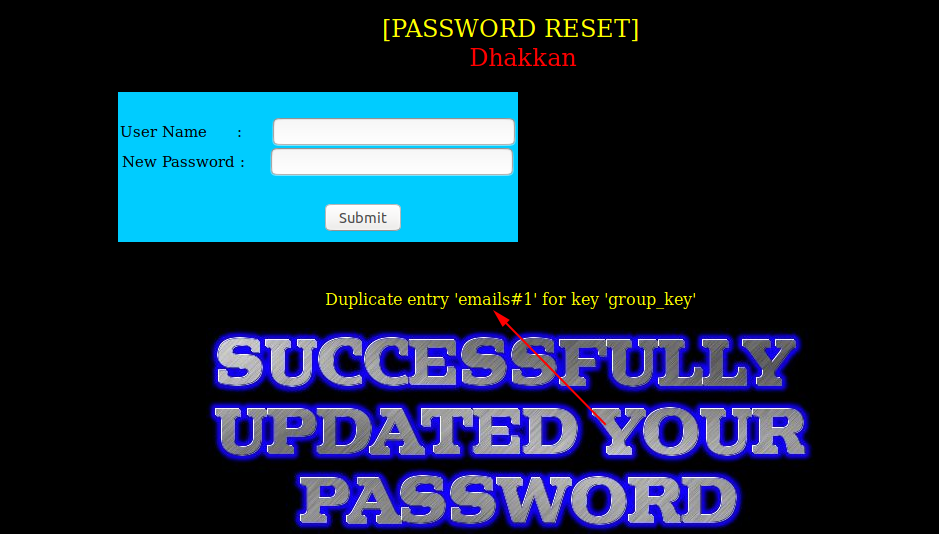 [PASSWORD RESET]
Dhakkan
User Name :
New Password :
Submit
Duplicate entry 'emails#1' for key 'group_key'
SUCCESSFULLY
UPDATED YOUR
PASSWORD